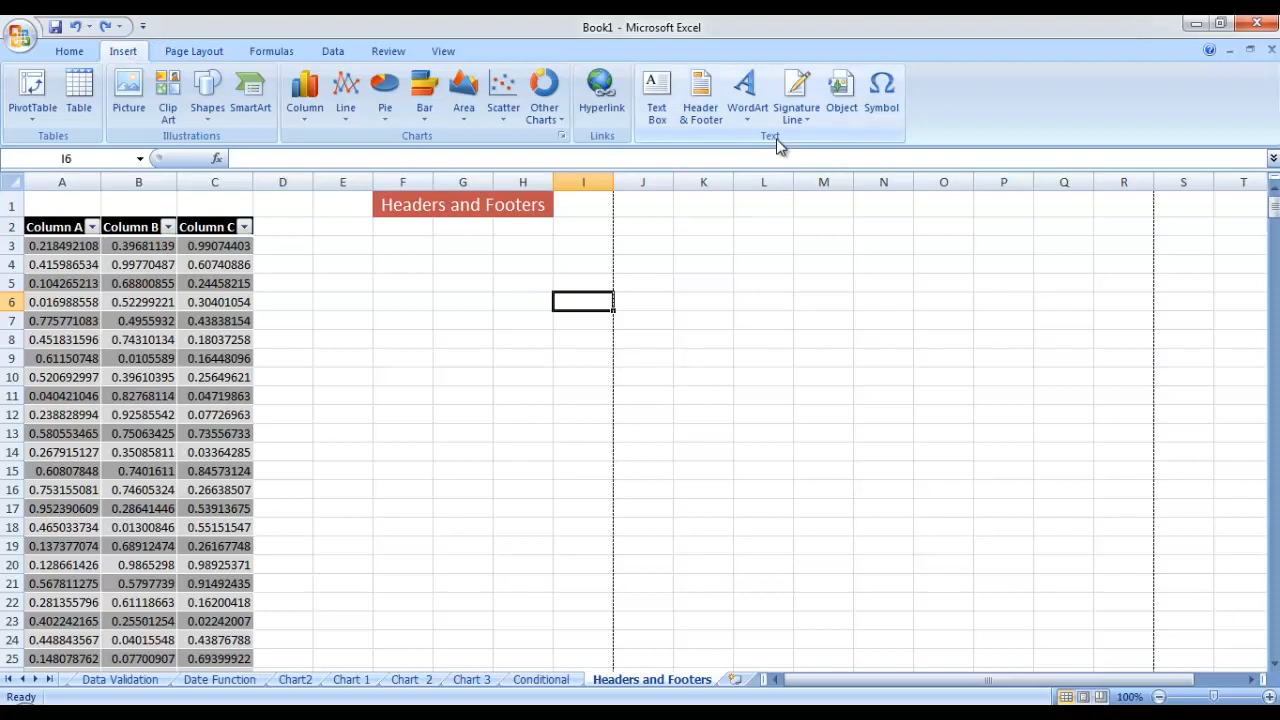 Book1 - Microsoft Excel
Home Insert Page Layout Formulas Data Review View
PivotTable Table Picture Clip Art Shapes SmartArt Column Line Pie Bar Area Scatter Other Charts Hyperlink Text Box Header & Footer WordArt Signature Line Object Symbol
Tables Illustrations Charts Links Text
I6 fx
A B C D E F G H I J K L M N O P Q R S T
1 Headers and Footers
2 Column A Column B Column C
3 0.218492108 0.39681139 0.99074403
4 0.415986534 0.99770487 0.60740886
5 0.104265213 0.68800855 0.24458215
6 0.016988558 0.52299221 0.30401054
7 0.775771083 0.4955932 0.43838154
8 0.451831596 0.74310134 0.18037258
9 0.61150748 0.0105589 0.16448096
10 0.520692997 0.39610395 0.25649621
11 0.040421046 0.82768114 0.04719863
12 0.238828994 0.92585542 0.07726963
13 0.580553465 0.75063425 0.73556733
14 0.267915127 0.35085811 0.03364285
15 0.60807848 0.7401611 0.84573124
16 0.753155081 0.74605324 0.26638507
17 0.952390609 0.28641446 0.53913675
18 0.465033734 0.01300846 0.55151547
19 0.137377074 0.68912474 0.26167748
20 0.128661426 0.9865298 0.98925371
21 0.567811275 0.5797739 0.91492435
22 0.281355796 0.61118663 0.16200418
23 0.402242165 0.25501254 0.02242007
24 0.448843567 0.04015548 0.43876788
25 0.148078762 0.07700907 0.69399922
Data Validation Date Function Chart2 Chart 1 Chart 2 Chart 3 Conditional Headers and Footers
Ready 100%